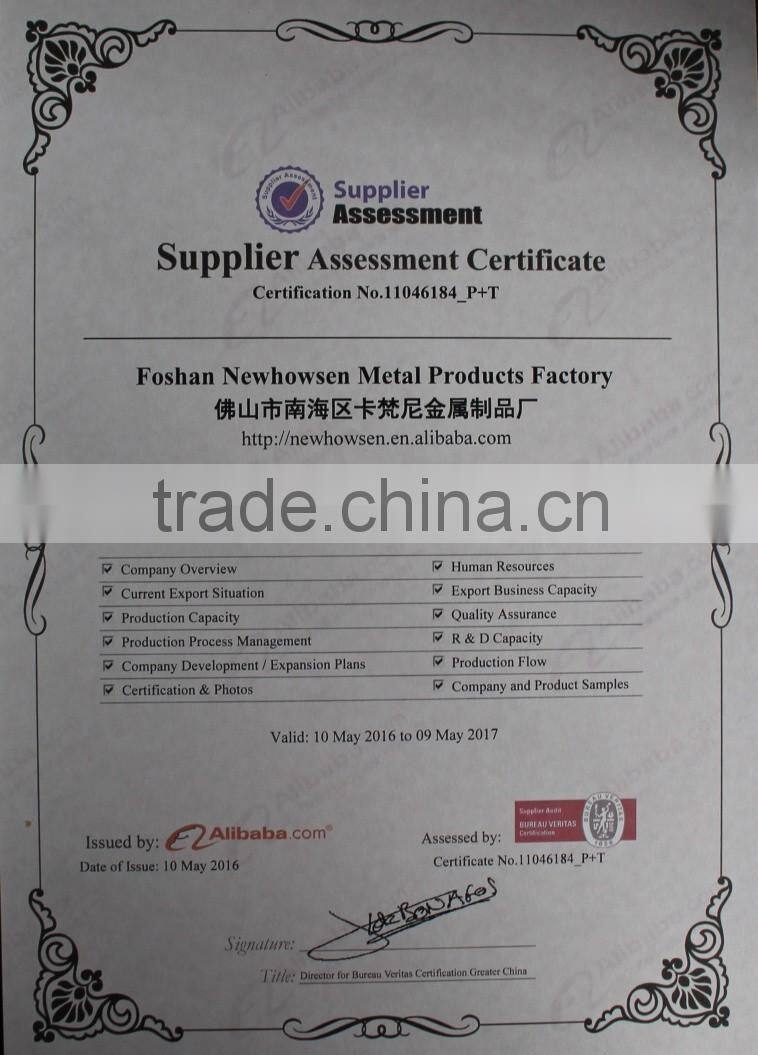 Supplier Assessment
Supplier
Assessment
Supplier Assessment Certificate
Certification No.11046184_P+T
Foshan Newhowsen Metal Products Factory
佛山市南海区卡梵尼金属制品厂
http://newhowsen.en.alibaba.com
trade.china.cn
Company Overview
Human Resources
Current Export Situation
Export Business Capacity
Production Capacity
Quality Assurance
Production Process Management
R & D Capacity
Company Development / Expansion Plans
Production Flow
Certification & Photos
Company and Product Samples
Valid: 10 May 2016 to 09 May 2017
Issued by: Alibaba.com®
Date of Issue: 10 May 2016
Assessed by:
Supplier Audit
BUREAU VERITAS
Certification
BUREAU VERITAS
1828
Certificate No.11046184_P+T
Signature:
Title: Director for Bureau Veritas Certification Greater China